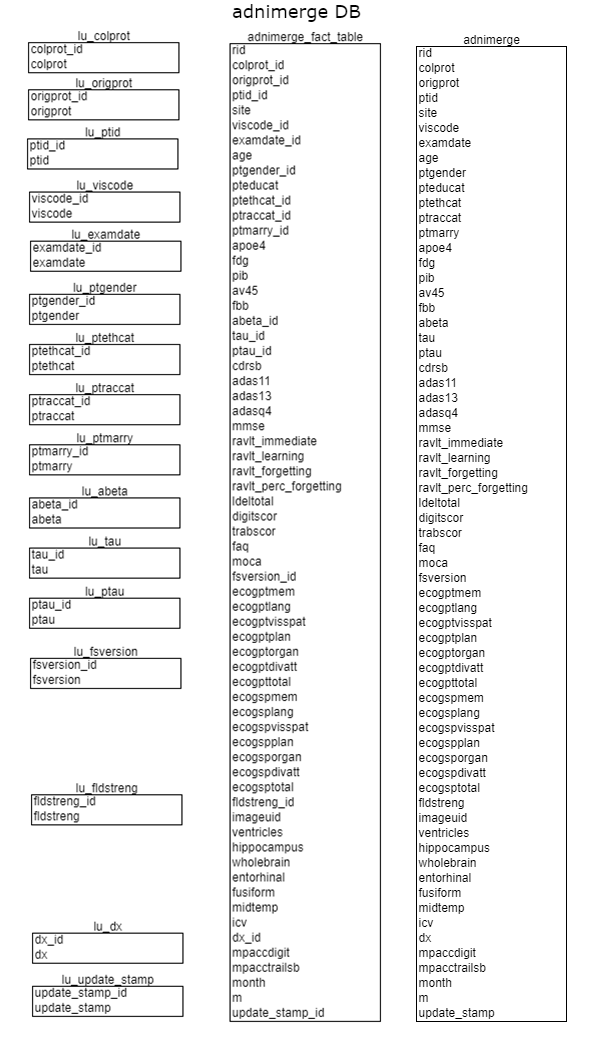 adnimerge DB
lu_colprot
colprot_id
colprot
lu_origprot
origprot_id
origprot
lu_ptid
ptid_id
ptid
lu_viscode
viscode_id
viscode
lu_examdate
examdate_id
examdate
lu_ptgender
ptgender_id
ptgender
lu_ptethcat
ptethcat_id
ptethcat
lu_ptraccat
ptraccat_id
ptraccat
lu_ptmarry
ptmarry_id
ptmarry
lu_abeta
abeta_id
abeta
lu_tau
tau_id
tau
lu_ptau
ptau_id
ptau
lu_fsversion
fsversion_id
fsversion
lu_fldstreng
fldstreng_id
fldstreng
lu_dx
dx_id
dx
lu_update_stamp
update_stamp_id
update_stamp
adnimerge_fact_table
rid
colprot_id
origprot_id
ptid_id
site
viscode_id
examdate_id
age
ptgender_id
pteducat
ptethcat_id
ptraccat_id
ptmarry_id
apoe4
fdg
pib
av45
fbb
abeta_id
tau_id
ptau_id
cdrsb
adas11
adas13
adasq4
mmse
ravlt_immediate
ravlt_learning
ravlt_forgetting
ravlt_perc_forgetting
ldeltotal
digitscor
trabscor
faq
moca
fsversion_id
ecogptmem
ecogptlang
ecogptvisspat
ecogptplan
ecogptorgan
ecogptdivatt
ecogpttotal
ecogspmem
ecogsplang
ecogspvisspat
ecogspplan
ecogsporgan
ecogspdivatt
ecogsptotal
fldstreng_id
imageuid
ventricles
hippocampus
wholebrain
entorhinal
fusiform
midtemp
icv
dx_id
mpaccdigit
mpacctrailsb
month
m
update_stamp_id
adnimerge
rid
colprot
origprot
ptid
site
viscode
examdate
age
ptgender
pteducat
ptethcat
ptraccat
ptmarry
apoe4
fdg
pib
av45
fbb
abeta
tau
ptau
cdrsb
adas11
adas13
adasq4
mmse
ravlt_immediate
ravlt_learning
ravlt_forgetting
ravlt_perc_forgetting
ldeltotal
digitscor
trabscor
faq
moca
fsversion
ecogptmem
ecogptlang
ecogptvisspat
ecogptplan
ecogptorgan
ecogptdivatt
ecogpttotal
ecogspmem
ecogsplang
ecogspvisspat
ecogspplan
ecogsporgan
ecogspdivatt
ecogsptotal
fldstreng
imageuid
ventricles
hippocampus
wholebrain
entorhinal
fusiform
midtemp
icv
dx
mpaccdigit
mpacctrailsb
month
m
update_stamp